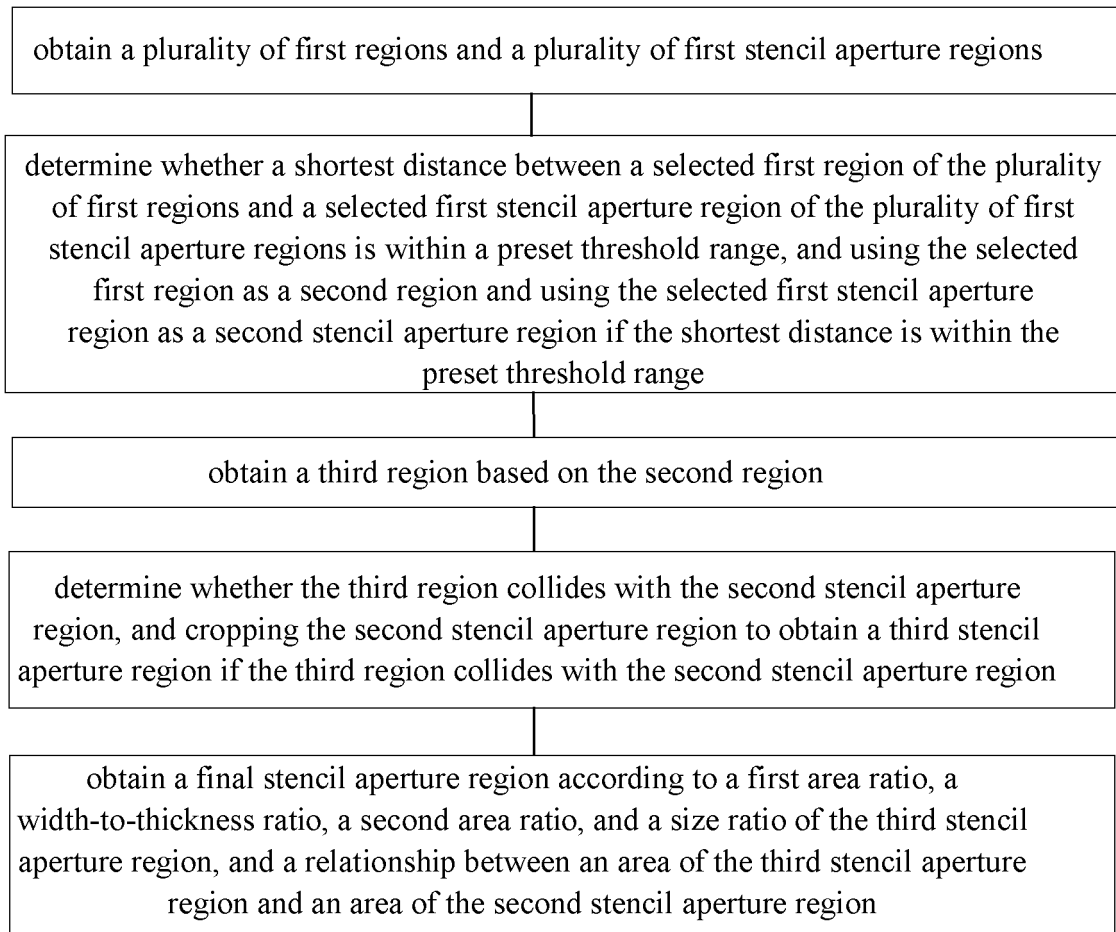 obtain a plurality of first regions and a plurality of first stencil aperture regions
determine whether a shortest distance between a selected first region of the plurality
of first regions and a selected first stencil aperture region of the plurality of first
stencil aperture regions is within a preset threshold range, and using the selected
first region as a second region and using the selected first stencil aperture
region as a second stencil aperture region if the shortest distance is within the
preset threshold range
obtain a third region based on the second region
determine whether the third region collides with the second stencil aperture
region, and cropping the second stencil aperture region to obtain a third stencil
aperture region if the third region collides with the second stencil aperture region
obtain a final stencil aperture region according to a first area ratio, a
width-to-thickness ratio, a second area ratio, and a size ratio of the third stencil
aperture region, and a relationship between an area of the third stencil aperture
region and an area of the second stencil aperture region